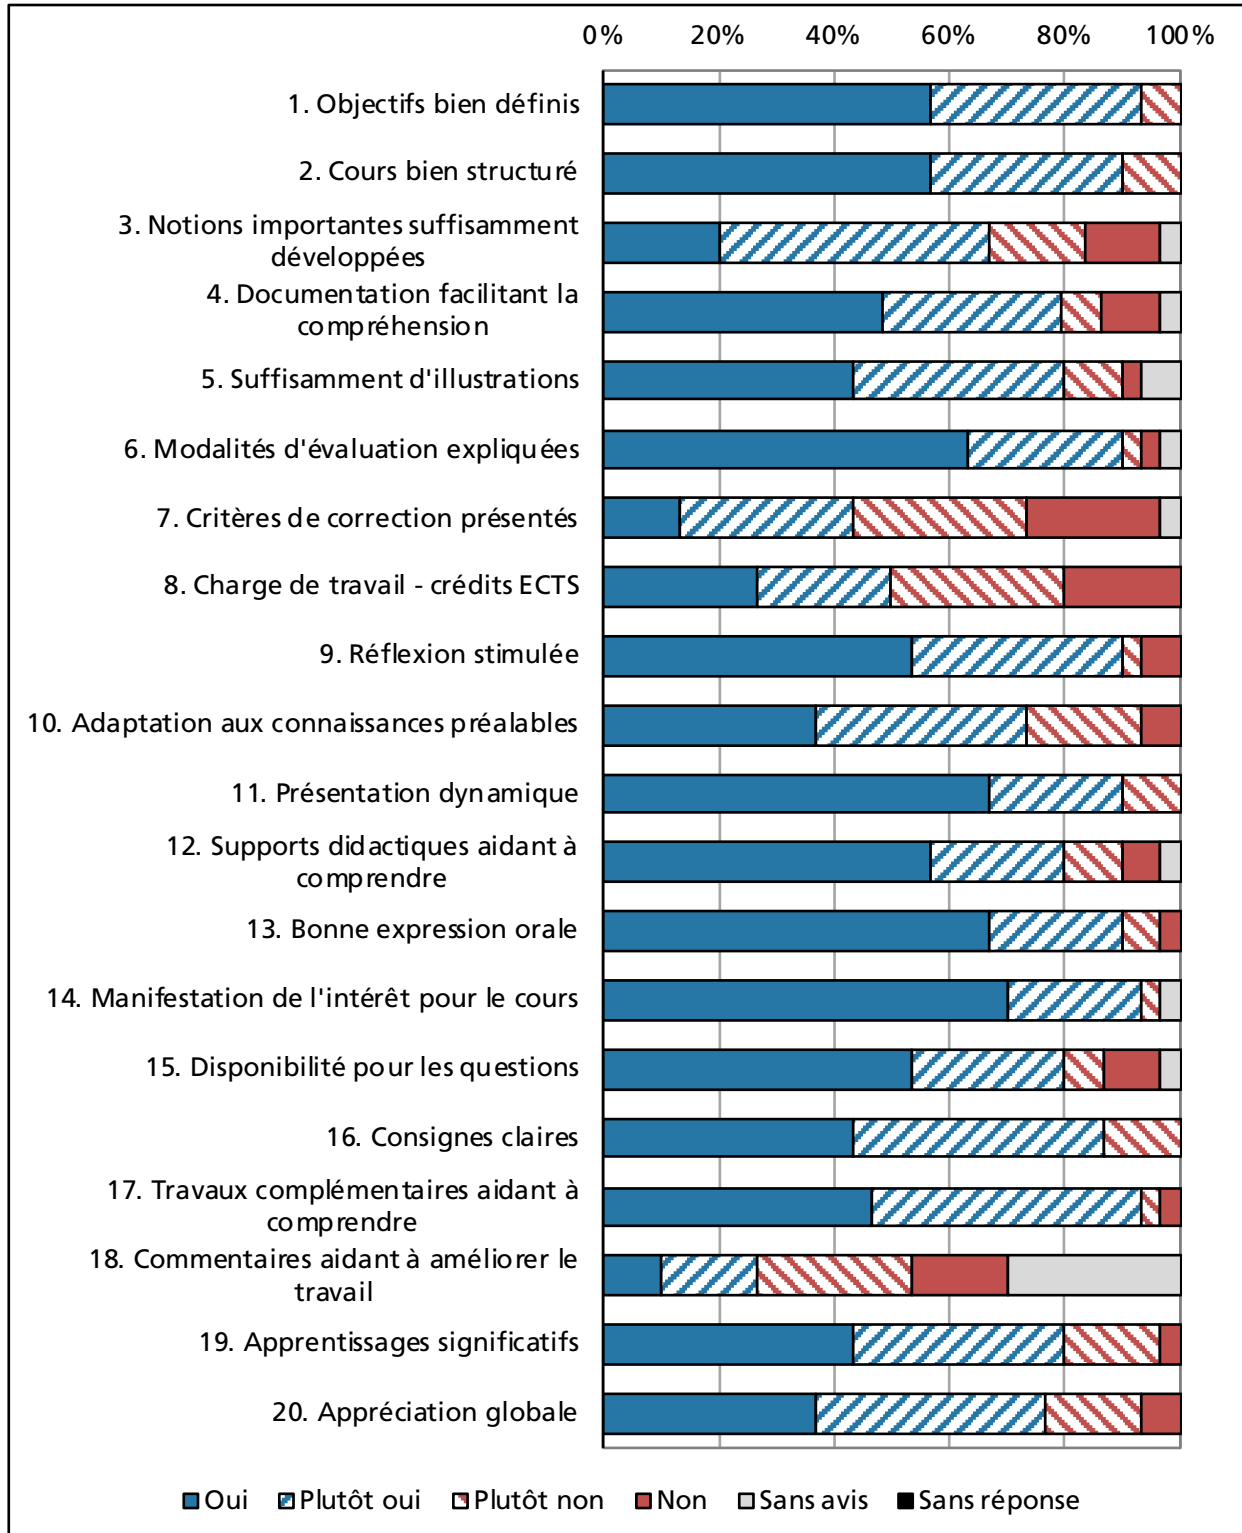 0% 20% 40% 60% 80% 100%
1. Objectifs bien définis
2. Cours bien structuré
3. Notions importantes suffisamment
développées
4. Documentation facilitant la
compréhension
5. Suffisamment d'illustrations
6. Modalités d'évaluation expliquées
7. Critères de correction présentés
8. Charge de travail - crédits ECTS
9. Réflexion stimulée
10. Adaptation aux connaissances préalables
11. Présentation dynamique
12. Supports didactiques aidant à
comprendre
13. Bonne expression orale
14. Manifestation de l'intérêt pour le cours
15. Disponibilité pour les questions
16. Consignes claires
17. Travaux complémentaires aidant à
comprendre
18. Commentaires aidant à améliorer le
travail
19. Apprentissages significatifs
20. Appréciation globale
Oui Plutôt oui Plutôt non Non Sans avis Sans réponse